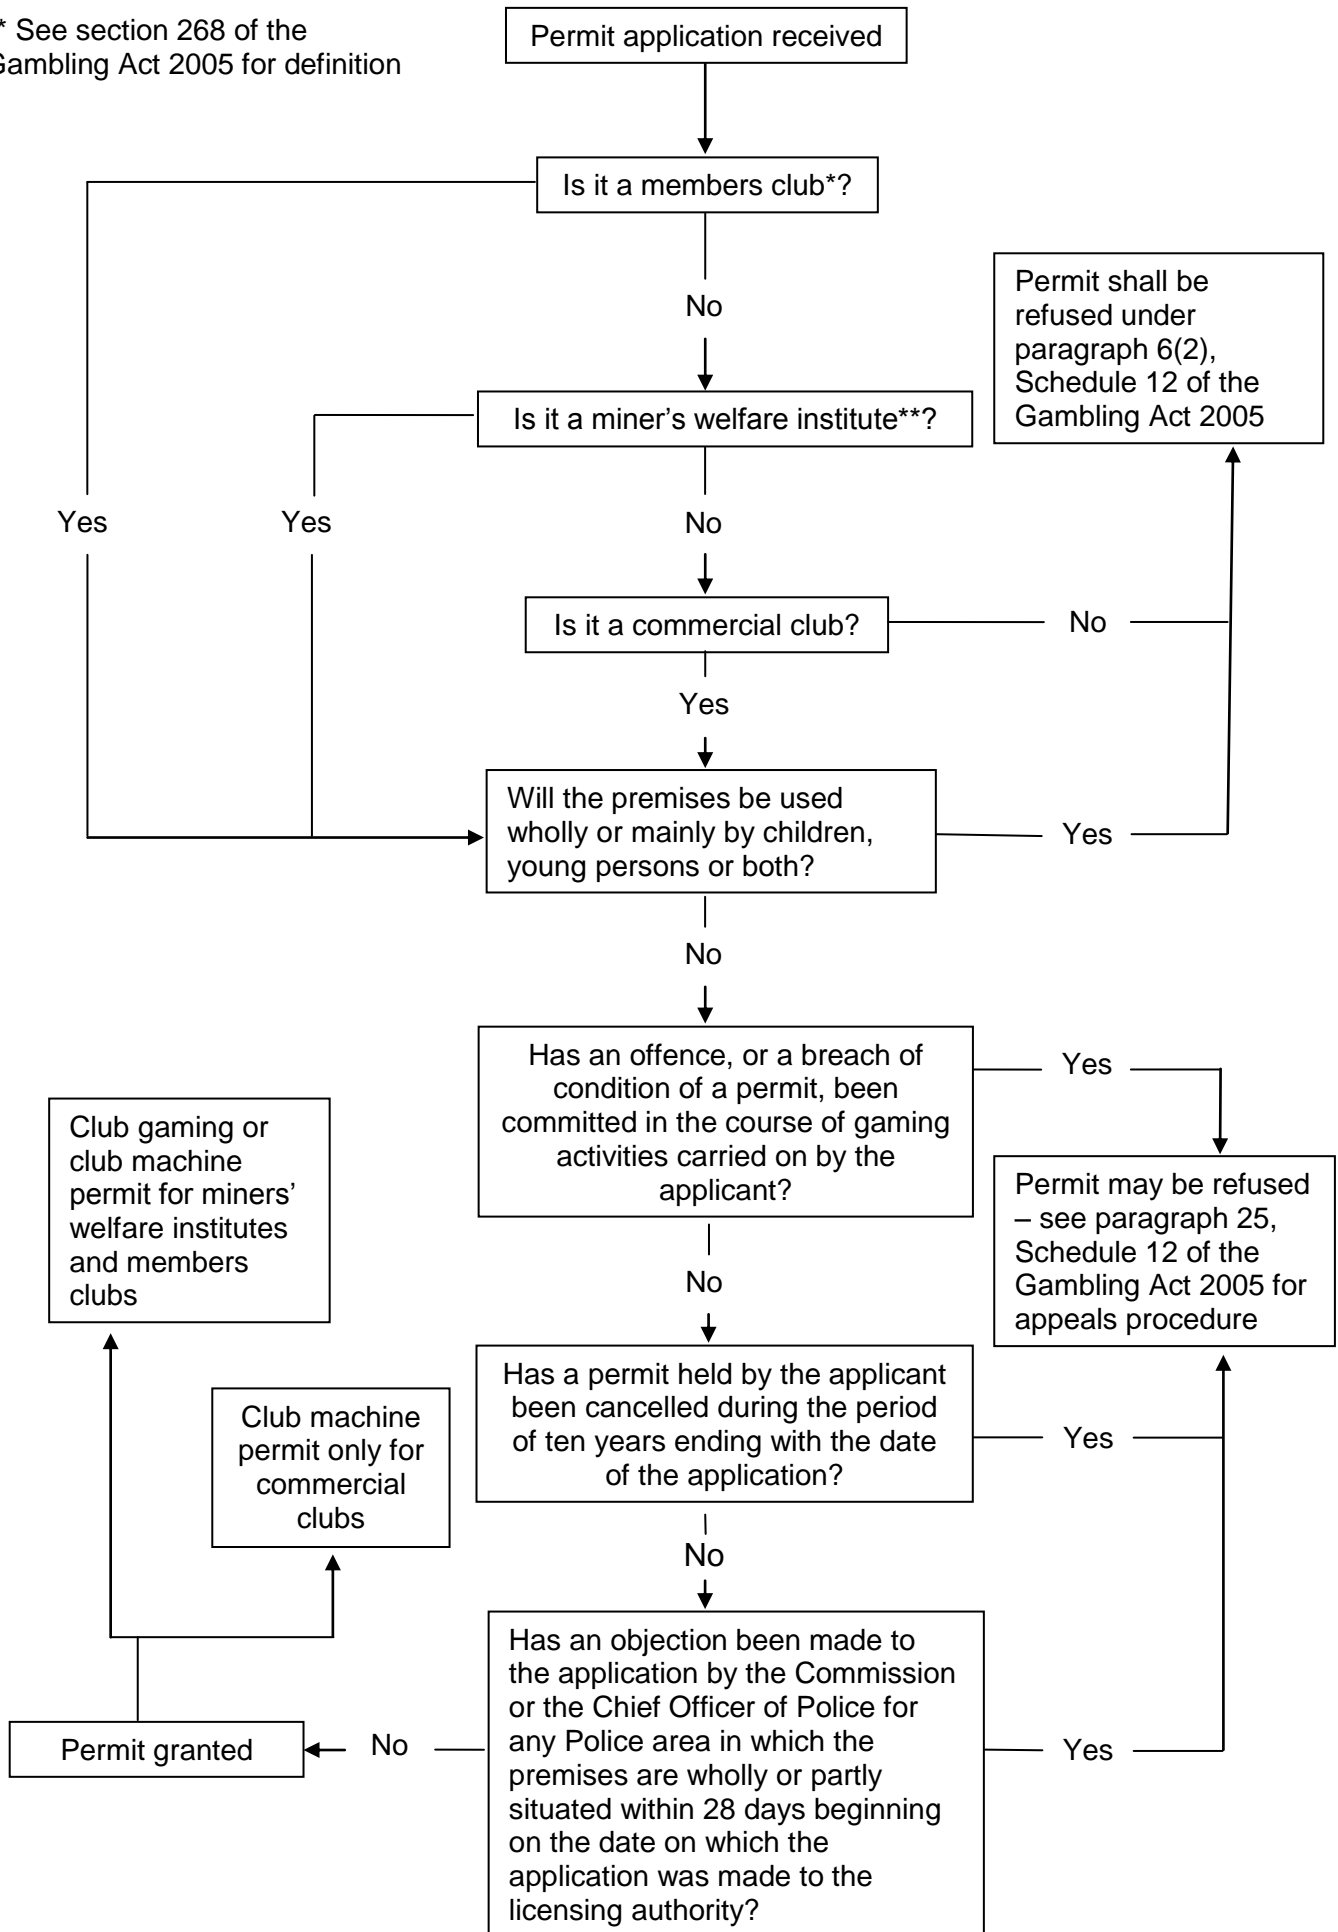 * See section 268 of the
Gambling Act 2005 for definition
Permit application received
Is it a members club*?
No
Permit shall be
refused under
paragraph 6(2),
Schedule 12 of the
Gambling Act 2005
Is it a miner’s welfare institute**?
Yes
Yes
No
Is it a commercial club?
No
Yes
Will the premises be used
wholly or mainly by children,
young persons or both?
Yes
No
Has an offence, or a breach of
condition of a permit, been
committed in the course of gaming
activities carried on by the
applicant?
Yes
Club gaming or
club machine
permit for miners’
welfare institutes
and members
clubs
Permit may be refused
– see paragraph 25,
Schedule 12 of the
Gambling Act 2005 for
appeals procedure
No
Has a permit held by the applicant
been cancelled during the period
of ten years ending with the date
of the application?
Yes
Club machine
permit only for
commercial
clubs
No
Has an objection been made to
the application by the Commission
or the Chief Officer of Police for
any Police area in which the
premises are wholly or partly
situated within 28 days beginning
on the date on which the
application was made to the
licensing authority?
Permit granted
No
Yes